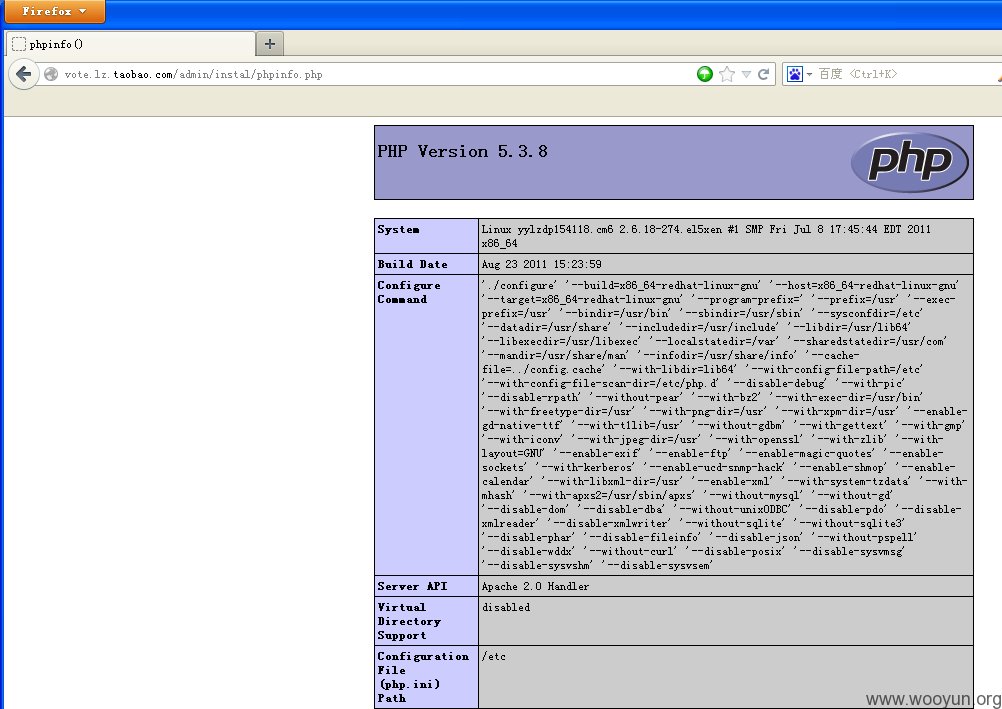 Firefox
phpinfo()
vote.lz.taobao.com/admin/instal/phpinfo.php
百度 <Ctrl+K>
PHP Version 5.3.8
php
System
Linux yylzdp154118.cm6 2.6.18-274.el5xen #1 SMP Fri Jul 8 17:45:44 EDT 2011
x86_64
Build Date
Aug 23 2011 15:23:59
Configure
Command
'./configure' '--build=x86_64-redhat-linux-gnu' '--host=x86_64-redhat-linux-gnu'
'--target=x86_64-redhat-linux-gnu' '--program-prefix=' '--prefix=/usr' '--exec-
prefix=/usr' '--bindir=/usr/bin' '--sbindir=/usr/sbin' '--sysconfdir=/etc'
'--datadir=/usr/share' '--includedir=/usr/include' '--libdir=/usr/lib64'
'--libexecdir=/usr/libexec' '--localstatedir=/var' '--sharedstatedir=/usr/com'
'--mandir=/usr/share/man' '--infodir=/usr/share/info' '--cache-
file=../config.cache' '--with-libdir=lib64' '--with-config-file-path=/etc'
'--with-config-file-scan-dir=/etc/php.d' '--disable-debug' '--with-pic'
'--disable-rpath' '--without-pear' '--with-bz2' '--with-exec-dir=/usr/bin'
'--with-freetype-dir=/usr' '--with-png-dir=/usr' '--with-xpm-dir=/usr' '--enable-
gd-native-ttf' '--with-t1lib=/usr' '--without-gdbm' '--with-gettext' '--with-gmp'
'--with-iconv' '--with-jpeg-dir=/usr' '--with-openssl' '--with-zlib' '--with-
layout=GNU' '--enable-exif' '--enable-ftp' '--enable-magic-quotes' '--enable-
sockets' '--with-kerberos' '--enable-ucd-snmp-hack' '--enable-shmop' '--enable-
calendar' '--with-libxml-dir=/usr' '--enable-xml' '--with-system-tzdata' '--with-
mhash' '--with-apxs2=/usr/sbin/apxs' '--without-mysql' '--without-gd'
'--disable-dom' '--disable-dba' '--without-unixODBC' '--disable-pdo' '--disable-
xmlreader' '--disable-xmlwriter' '--without-sqlite' '--without-sqlite3'
'--disable-phar' '--disable-fileinfo' '--disable-json' '--without-pspell'
'--disable-wddx' '--without-curl' '--disable-posix' '--disable-sysvmsg'
'--disable-sysvshm' '--disable-sysvsem'
Server API
Apache 2.0 Handler
Virtual
Directory
Support
disabled
Configuration
File
(php.ini)
Path
/etc
www.wooyun.org